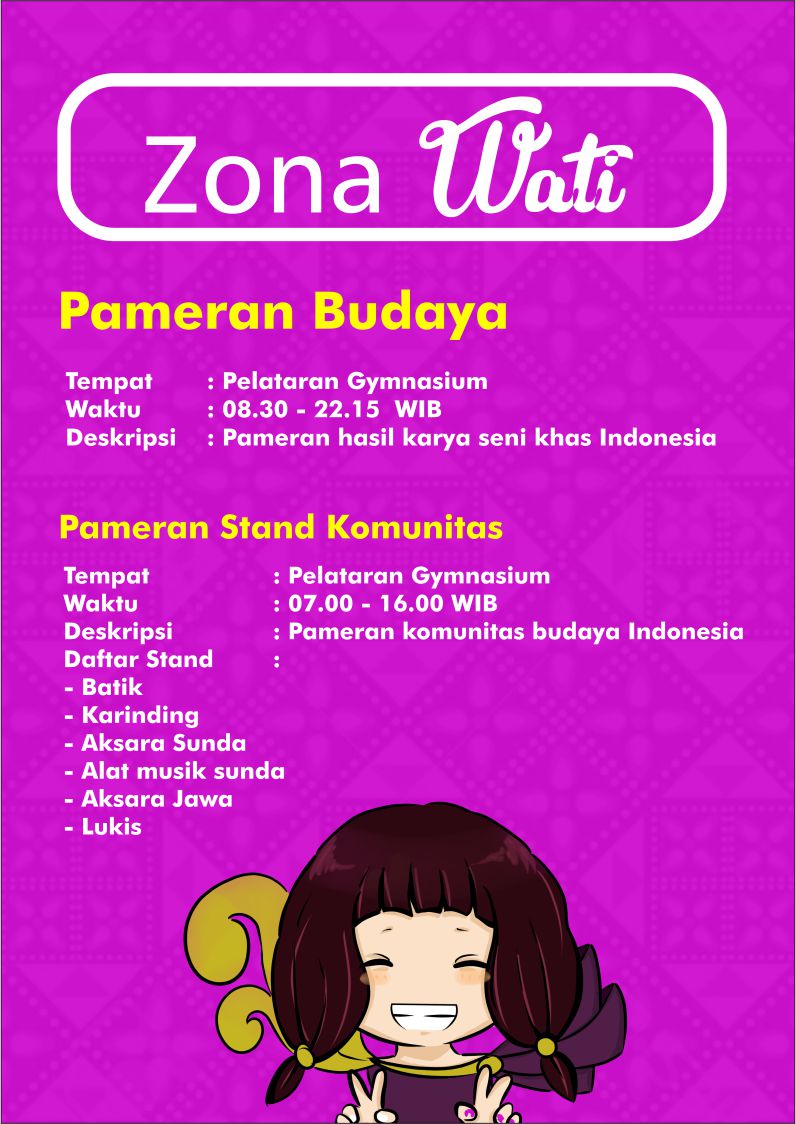 Zona Wati
Pameran Budaya
Tempat : Pelataran Gymnasium
Waktu : 08.30 - 22.15 WIB
Deskripsi : Pameran hasil karya seni khas Indonesia
Pameran Stand Komunitas
Tempat : Pelataran Gymnasium
Waktu : 07.00 - 16.00 WIB
Deskripsi : Pameran komunitas budaya Indonesia
Daftar Stand :
- Batik
- Karinding
- Aksara Sunda
- Alat musik sunda
- Aksara Jawa
- Lukis